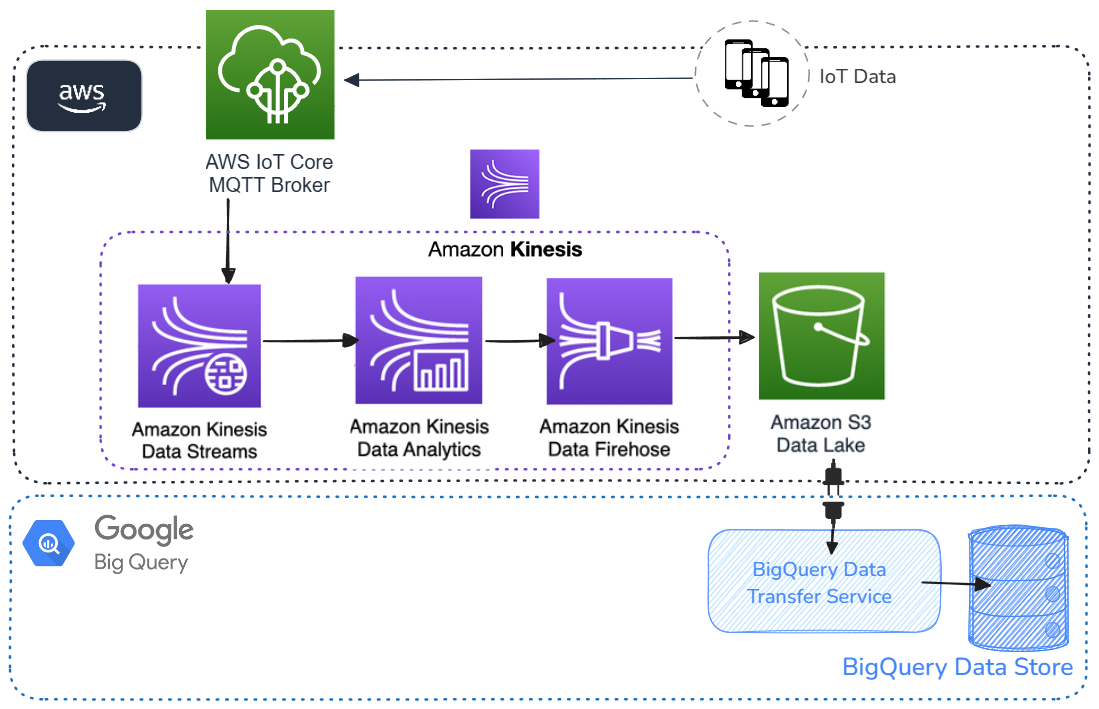 aws
IoT Data
AWS IoT Core
MQTT Broker
Amazon Kinesis
Amazon Kinesis
Data Streams
Amazon Kinesis
Data Analytics
Amazon Kinesis
Data Firehose
Amazon S3
Data Lake
Google
Big Query
BigQuery Data
Transfer Service
BigQuery Data Store